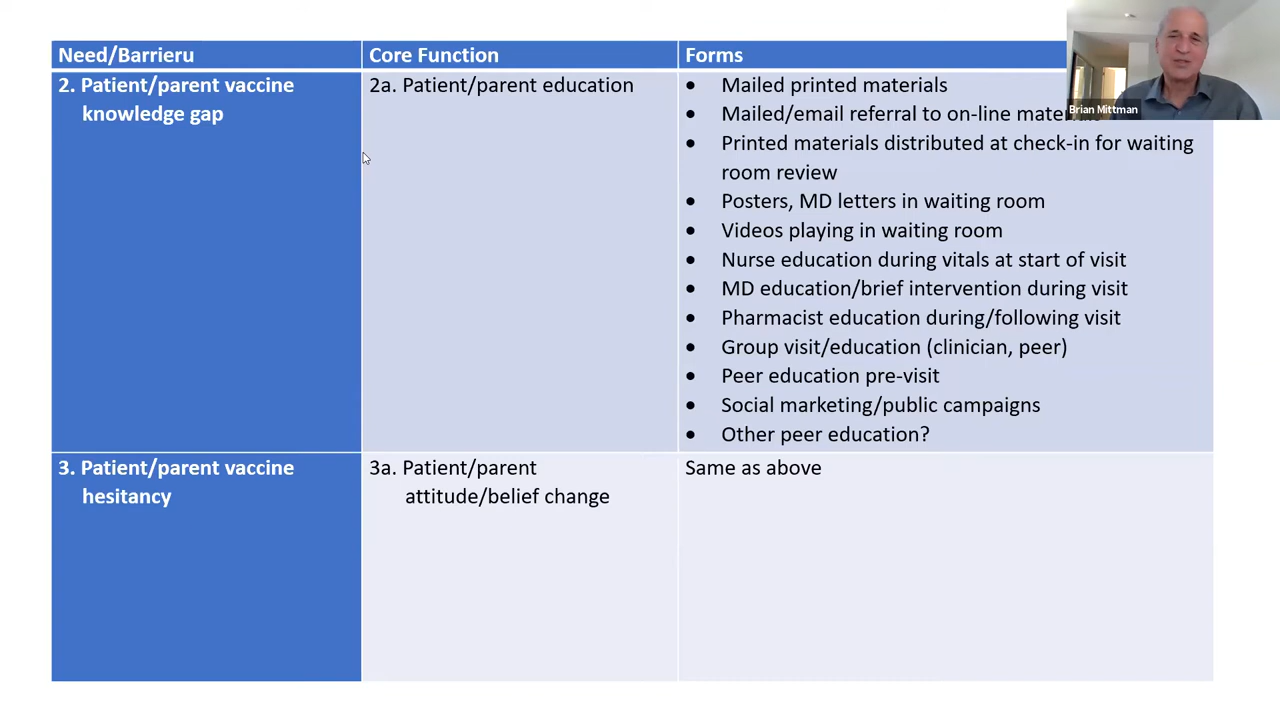 Need/Barrieru
Core Function
Forms
2. Patient/parent vaccine
knowledge gap
2a. Patient/parent education
• Mailed printed materials
• Mailed/email referral to on-line
• Printed materials distributed at check-in for waiting
room review
• Posters, MD letters in waiting room
• Videos playing in waiting room
• Nurse education during vitals at start of visit
• MD education/brief intervention during visit
• Pharmacist education during/following visit
• Group visit/education (clinician, peer)
• Peer education pre-visit
• Social marketing/public campaigns
• Other peer education?
3. Patient/parent vaccine
hesitancy
3a. Patient/parent
attitude/belief change
Same as above
Brian Mittman